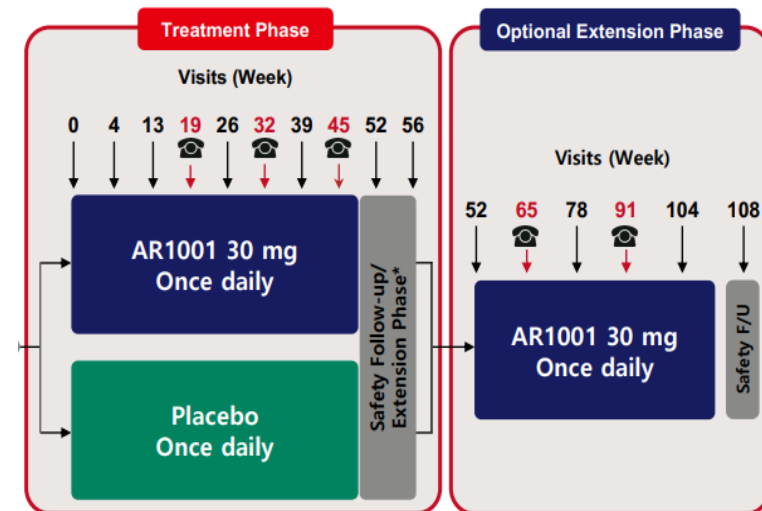 Treatment Phase
Visits (Week)
0 4 13 19 26 32 39 45 52 56
AR1001 30 mg
Once daily
Placebo
Once daily
Safety Follow-up/
Extension Phase*
Optional Extension Phase
Visits (Week)
52 65 78 91 104 108
AR1001 30 mg
Once daily
Safety F/U